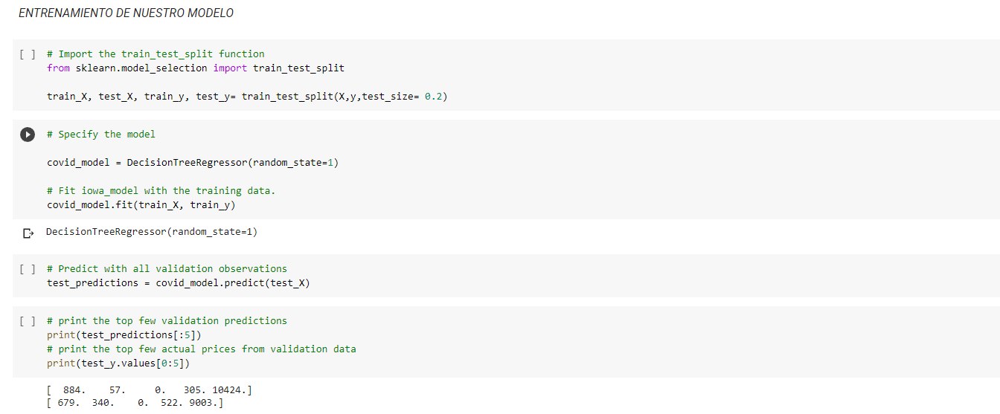 ENTRENAMIENTO DE NUESTRO MODELO
[ ] # Import the train_test_split function
from sklearn.model_selection import train_test_split
train_X, test_X, train_y, test_y= train_test_split(X,y,test_size= 0.2)
# Specify the model
covid_model = DecisionTreeRegressor(random_state=1)
# Fit iowa_model with the training data.
covid_model.fit(train_X, train_y)
DecisionTreeRegressor(random_state=1)
[ ] # Predict with all validation observations
test_predictions = covid_model.predict(test_X)
[ ] # print the top few validation predictions
print(test_predictions[:5])
# print the top few actual prices from validation data
print(test_y.values[0:5])
[  884.    57.     0.   305. 10424.]
[ 679.  340.    0.  522. 9003.]